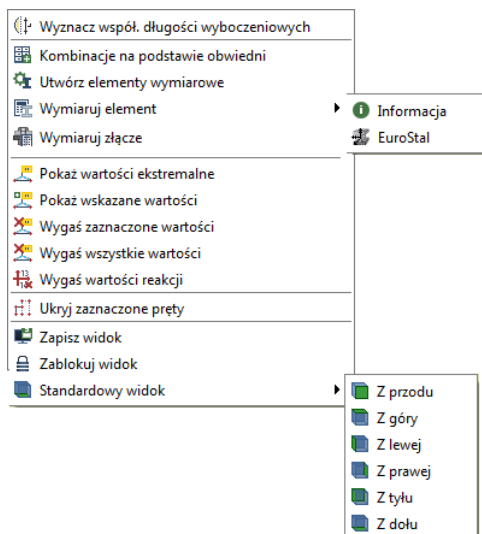 Wyznacz współ. długości wyboczeniowych
Kombinacje na podstawie obwiedni
Utwórz elementy wymiarowe
Wymiaruj element
Informacja
EuroStal
Wymiaruj złącze
Pokaż wartości ekstremalne
Pokaż wskazane wartości
Wygaś zaznaczone wartości
Wygaś wszystkie wartości
Wygaś wartości reakcji
Ukryj zaznaczone pręty
Zapisz widok
Zablokuj widok
Standardowy widok
Z przodu
Z góry
Z lewej
Z prawej
Z tyłu
Z dołu